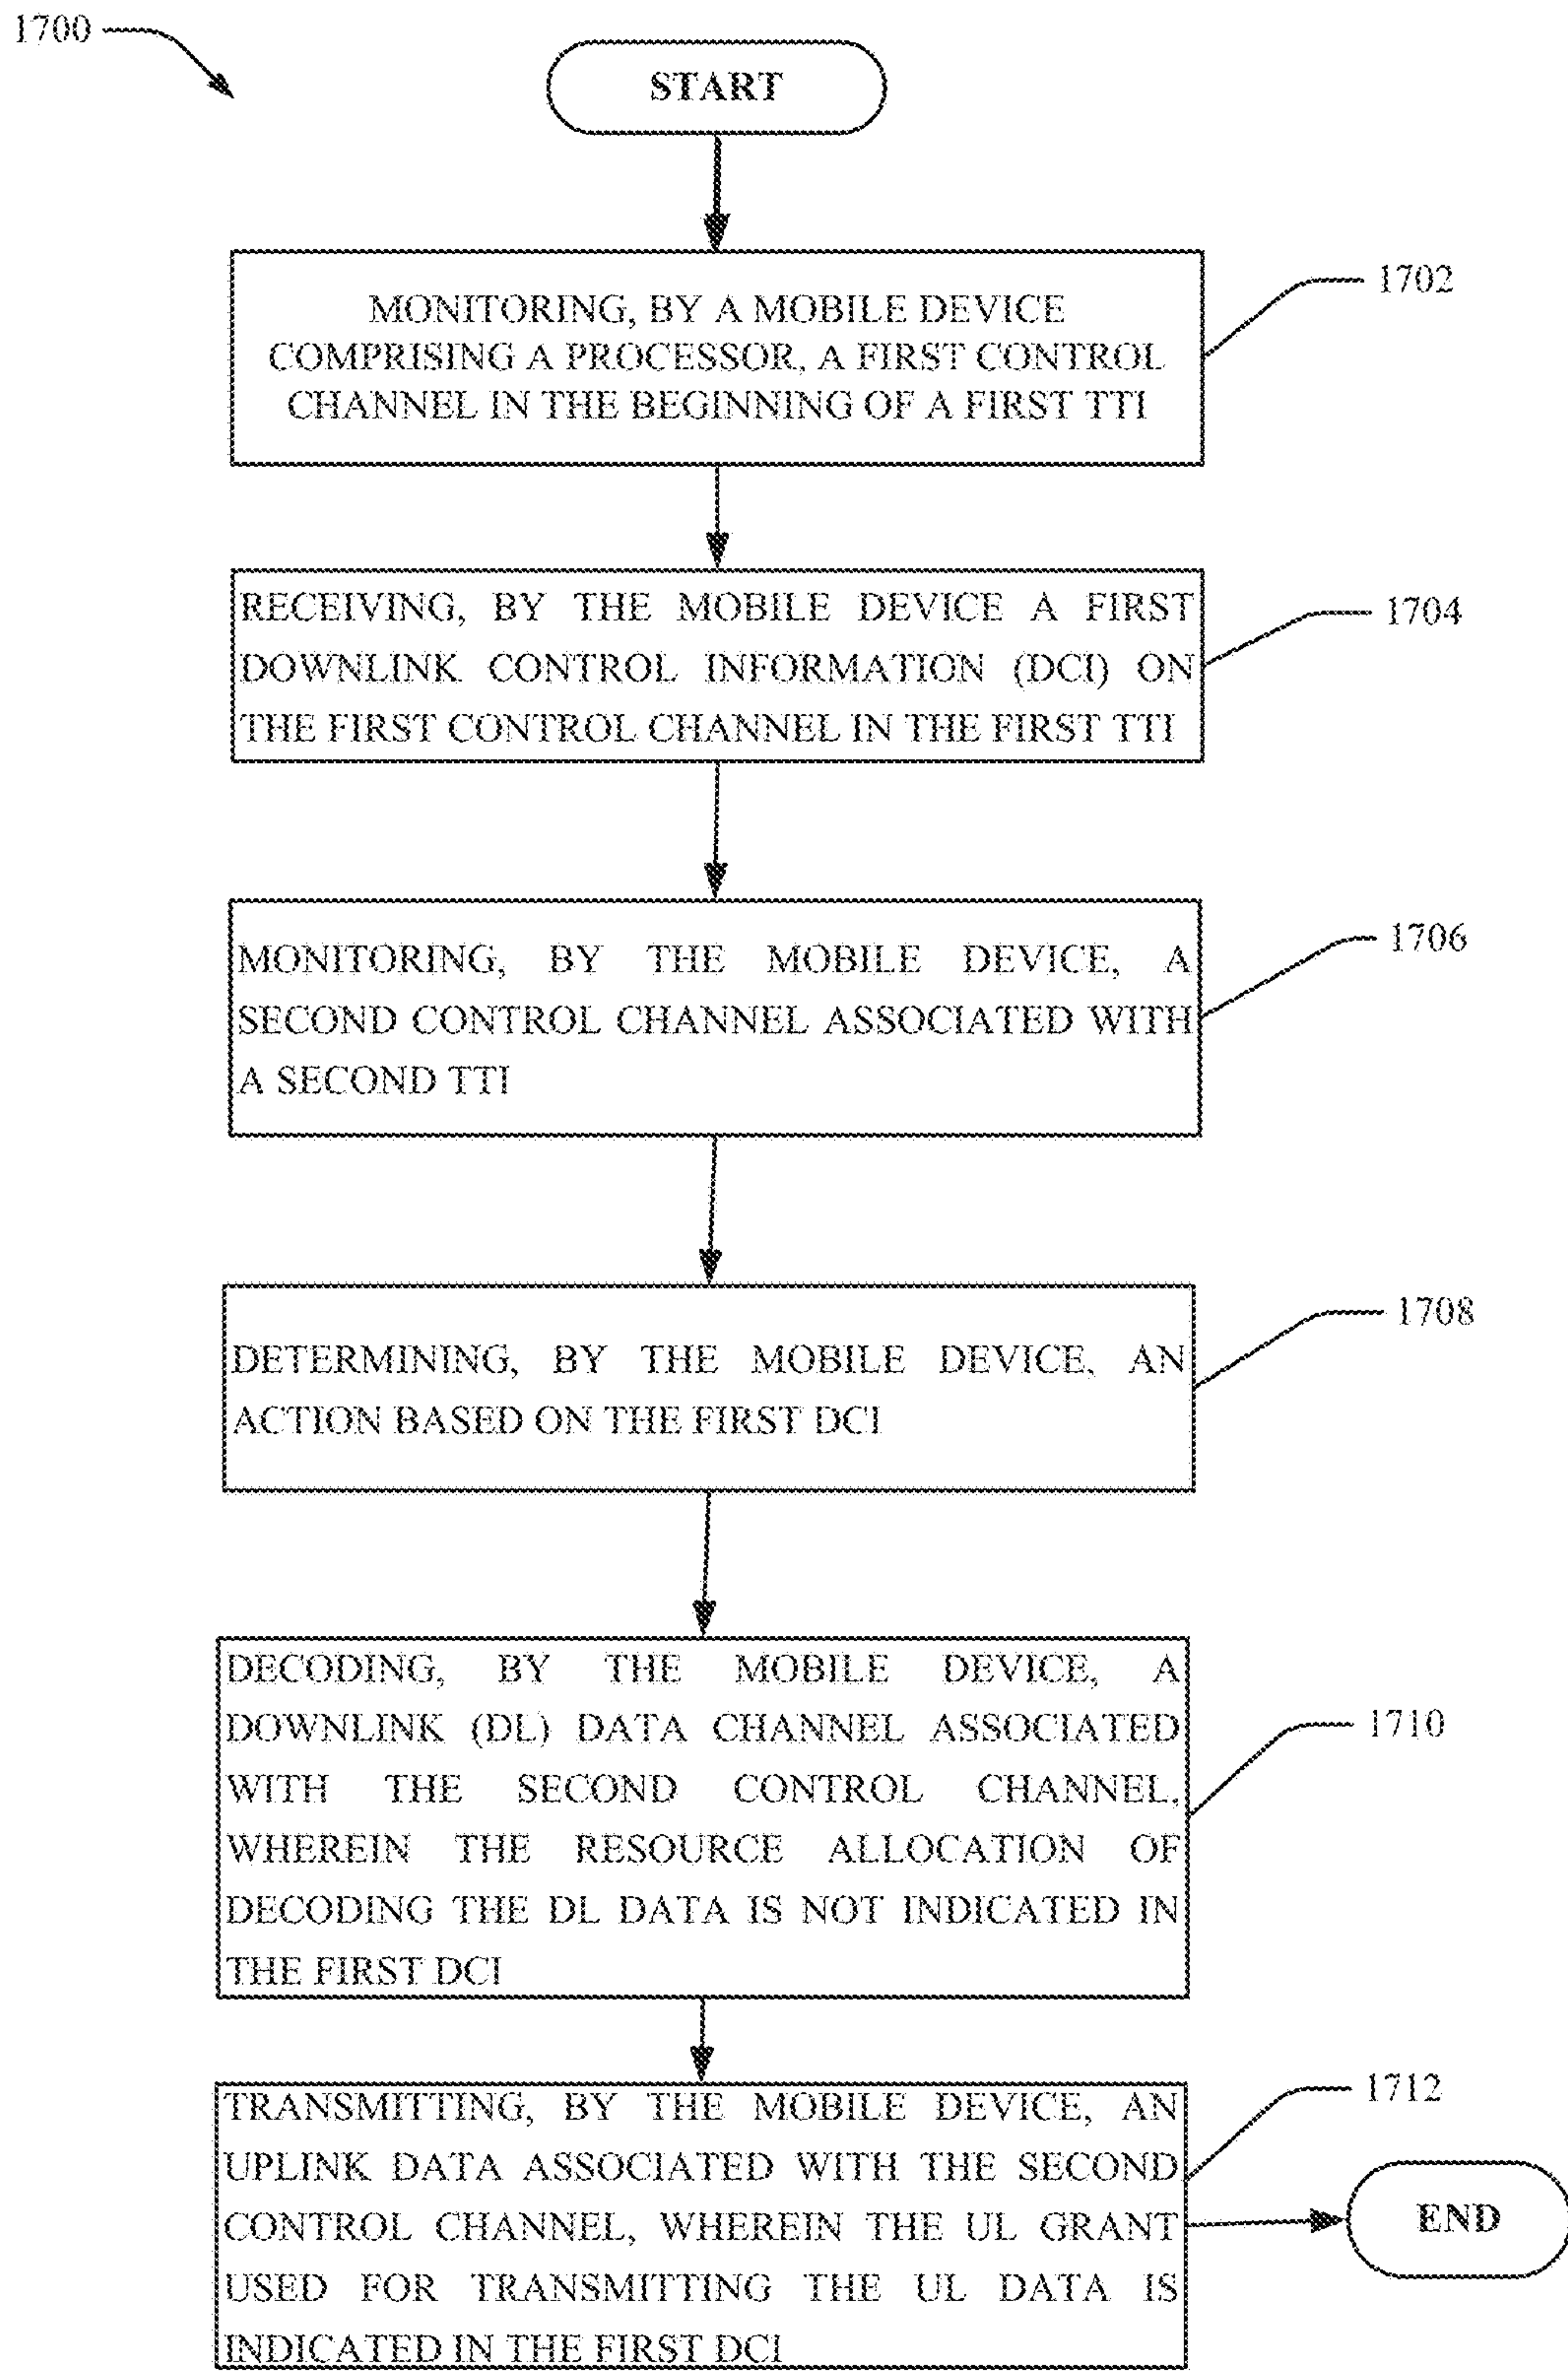 1700
START
MONITORING, BY A MOBILE DEVICE
COMPRISING A PROCESSOR, A FIRST CONTROL
CHANNEL IN THE BEGINNING OF A FIRST TTI
1702
RECEIVING, BY THE MOBILE DEVICE A FIRST
DOWNLINK CONTROL INFORMATION (DCI) ON
THE FIRST CONTROL CHANNEL IN THE FIRST TTI
1704
MONITORING, BY THE MOBILE DEVICE, A
SECOND CONTROL CHANNEL ASSOCIATED WITH
A SECOND TTI
1706
DETERMINING, BY THE MOBILE DEVICE, AN
ACTION BASED ON THE FIRST DCI
1708
DECODING, BY THE MOBILE DEVICE, A
DOWNLINK (DL) DATA CHANNEL ASSOCIATED
WITH THE SECOND CONTROL CHANNEL,
WHEREIN THE RESOURCE ALLOCATION OF
DECODING THE DL DATA IS NOT INDICATED IN
THE FIRST DCI
1710
TRANSMITTING, BY THE MOBILE DEVICE, AN
UPLINK DATA ASSOCIATED WITH THE SECOND
CONTROL CHANNEL, WHEREIN THE UL GRANT
USED FOR TRANSMITTING THE UL DATA IS
INDICATED IN THE FIRST DCI
1712
END